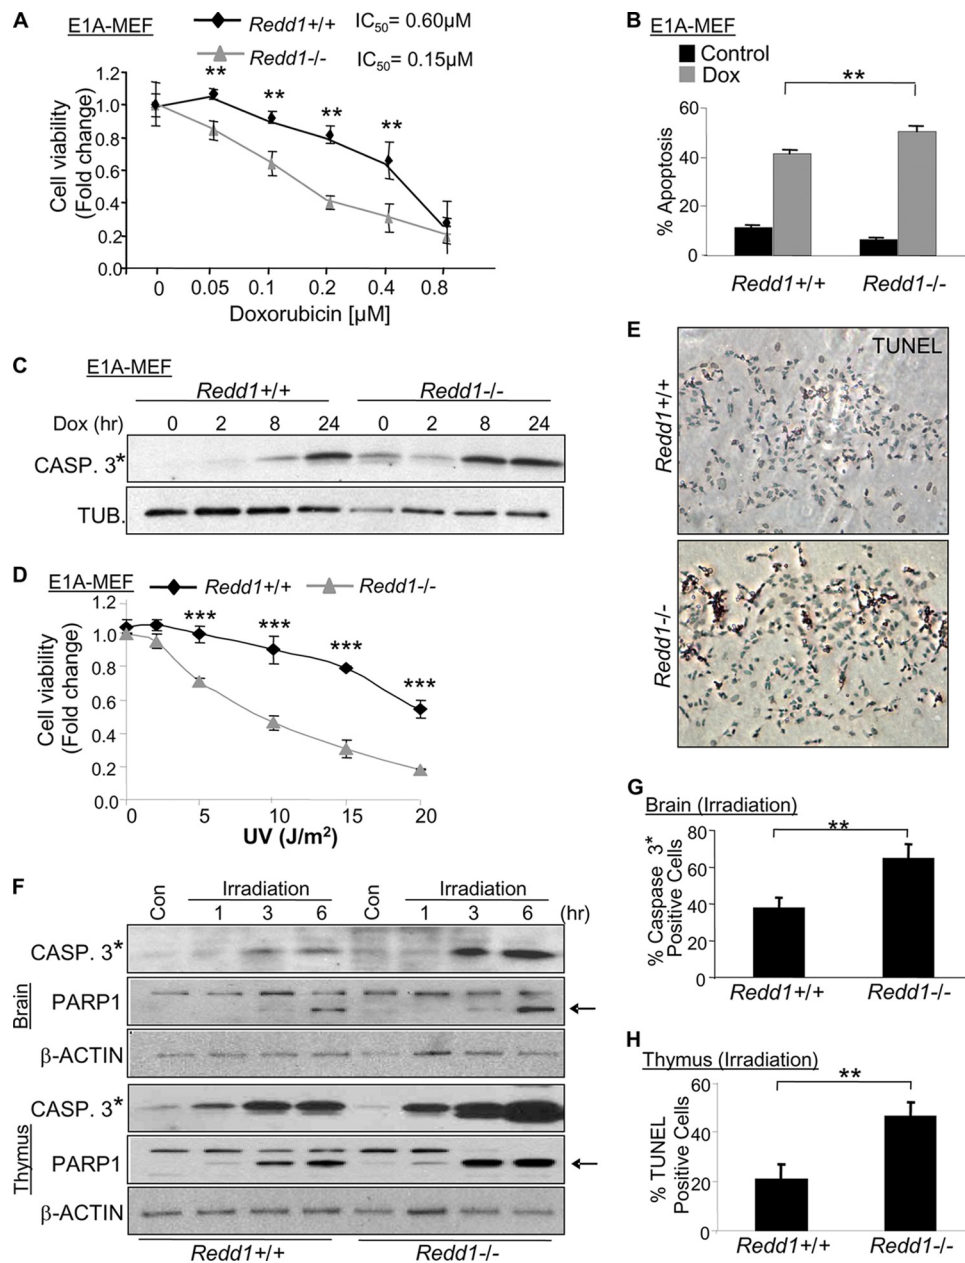 A
E1A-MEF
Redd1+/+ IC50= 0.60µM
Redd1-/- IC50= 0.15µM
Cell viability
(Fold change)
1.2
1.0
0.8
0.6
0.4
0.2
0.0
** ** ** **
0 0.05 0.1 0.2 0.4 0.8
Doxorubicin [µM]
B
E1A-MEF
Control
Dox
**
% Apoptosis
60
40
20
0
Redd1+/+ Redd1-/-
C
E1A-MEF
Redd1+/+ Redd1-/-
Dox (hr) 0 2 8 24 0 2 8 24
CASP. 3*
TUB.
D
E1A-MEF Redd1+/+ Redd1-/-
Cell viability
(Fold change)
1.2
1.0
0.8
0.6
0.4
0.2
0.0
*** *** *** ***
0 5 10 15 20
UV (J/m²)
E
TUNEL
Redd1+/+
Redd1-/-
F
Con Irradiation Con Irradiation
1 3 6 1 3 6 (hr)
Brain
CASP. 3*
PARP1
β-ACTIN
Thymus
CASP. 3*
PARP1
β-ACTIN
Redd1+/+ Redd1-/-
G
Brain (Irradiation)
**
% Caspase 3*
Positive Cells
80
60
40
20
0
Redd1+/+ Redd1-/-
H
Thymus (Irradiation)
**
% TUNEL
Positive Cells
60
40
20
0
Redd1+/+ Redd1-/-